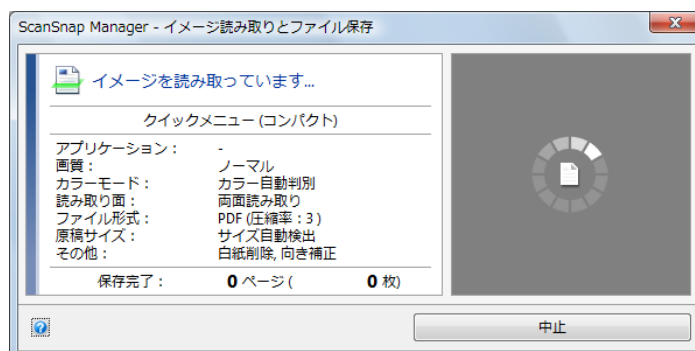 ScanSnap Manager - イメージ読み取りとファイル保存
イメージを読み取っています...
クイックメニュー (コンパクト)
アプリケーション： -
画質： ノーマル
カラーモード： カラー自動判別
読み取り面： 両面読み取り
ファイル形式： PDF (圧縮率：3)
原稿サイズ： サイズ自動検出
その他： 白紙削除, 向き補正
保存完了： 0 ページ ( 0 枚)
中止